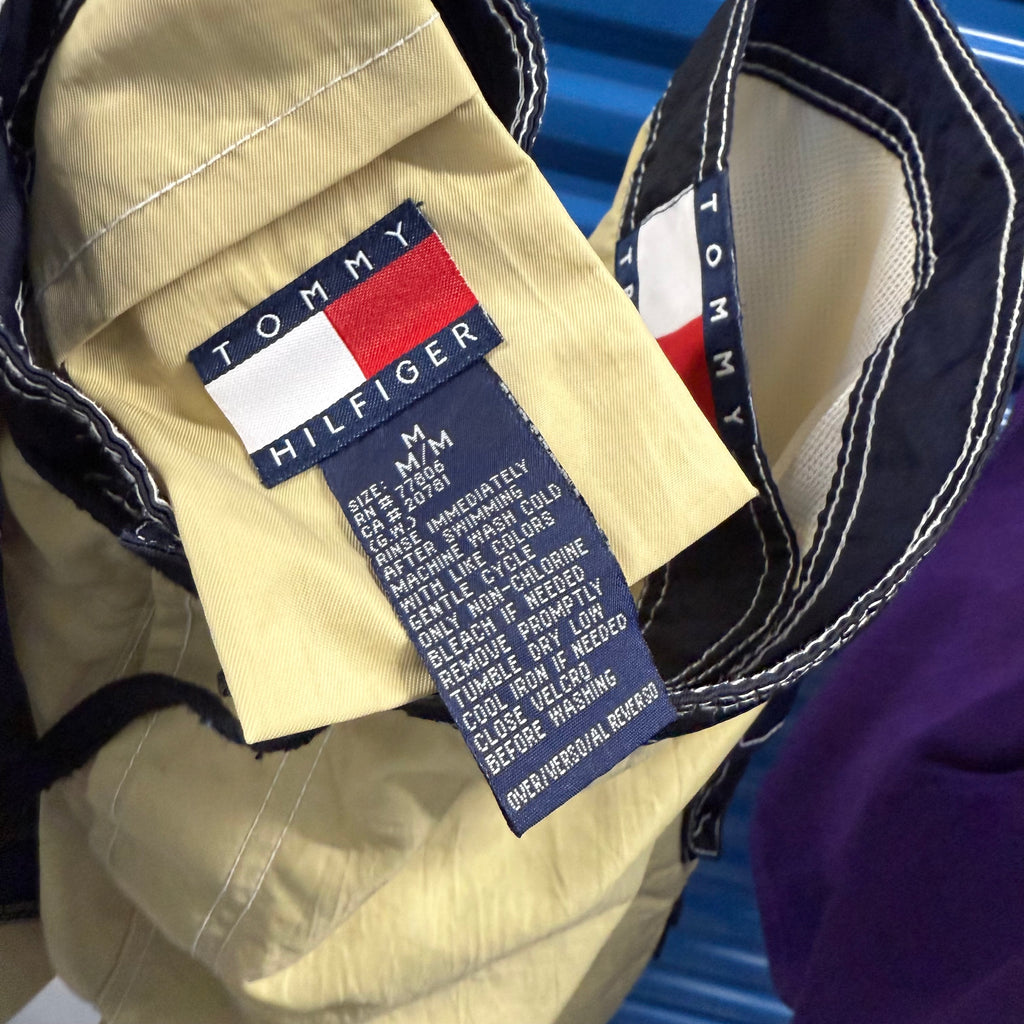 TOMMY
HILFIGER
M
SIZE: M/M
RN # 77806
CA # 20781
(G.W.)
RINSE IMMEDIATELY
AFTER SWIMMING
MACHINE WASH COLD
WITH LIKE COLORS
GENTLE CYCLE
ONLY NON-CHLORINE
BLEACH IF NEEDED
REMOVE PROMPTLY
TUMBLE DRY LOW
COOL IRON IF NEEDED
CLOSE VELCRO
BEFORE WASHING
OVER/VERSO/AL REVERSO
TOMMY